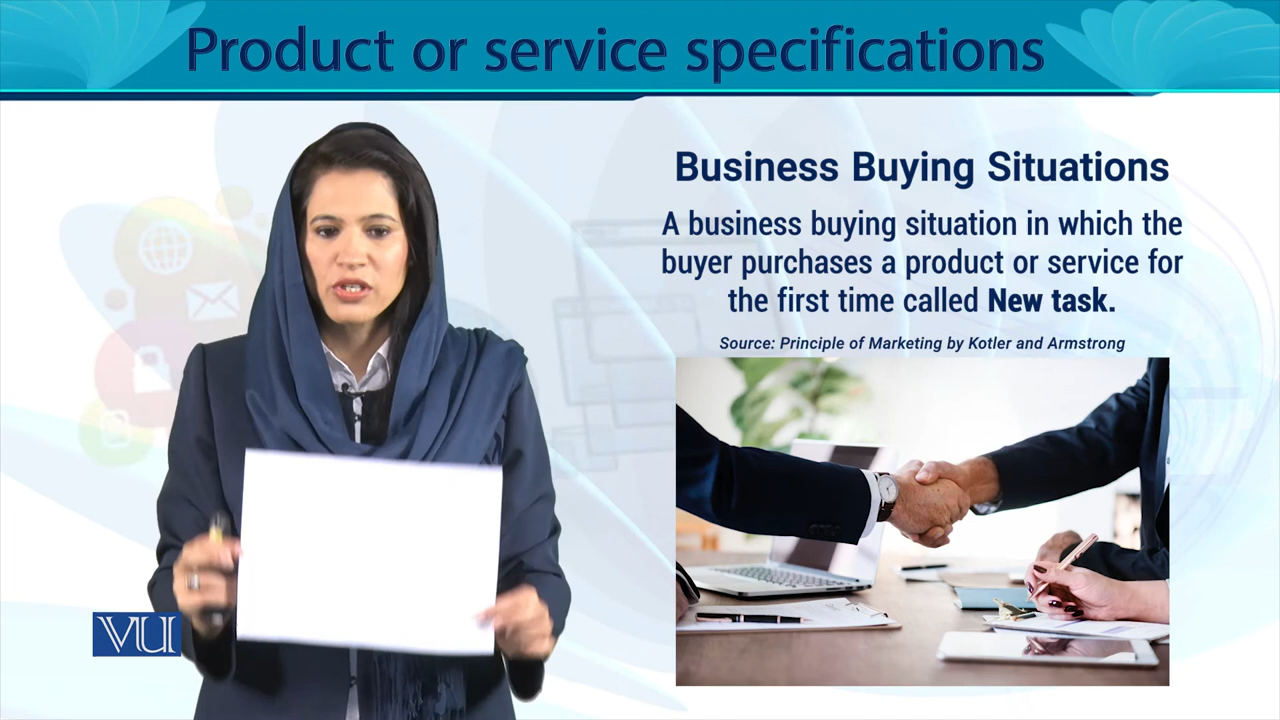 Product or service specifications
Business Buying Situations
A business buying situation in which the
buyer purchases a product or service for
the first time called New task.
Source: Principle of Marketing by Kotler and Armstrong
VU